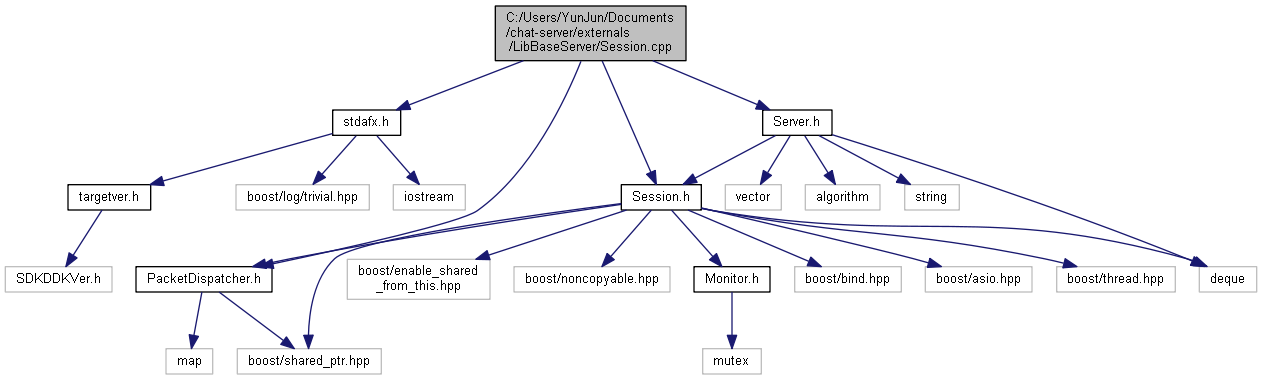 C:/Users/YunJun/Documents
/chat-server/externals
/LibBaseServer/Session.cpp
stdafx.h
Server.h
targetver.h
boost/log/trivial.hpp
iostream
Session.h
vector
algorithm
string
SDKDDKVer.h
PacketDispatcher.h
boost/enable_shared
_from_this.hpp
boost/noncopyable.hpp
Monitor.h
boost/bind.hpp
boost/asio.hpp
boost/thread.hpp
deque
map
boost/shared_ptr.hpp
mutex